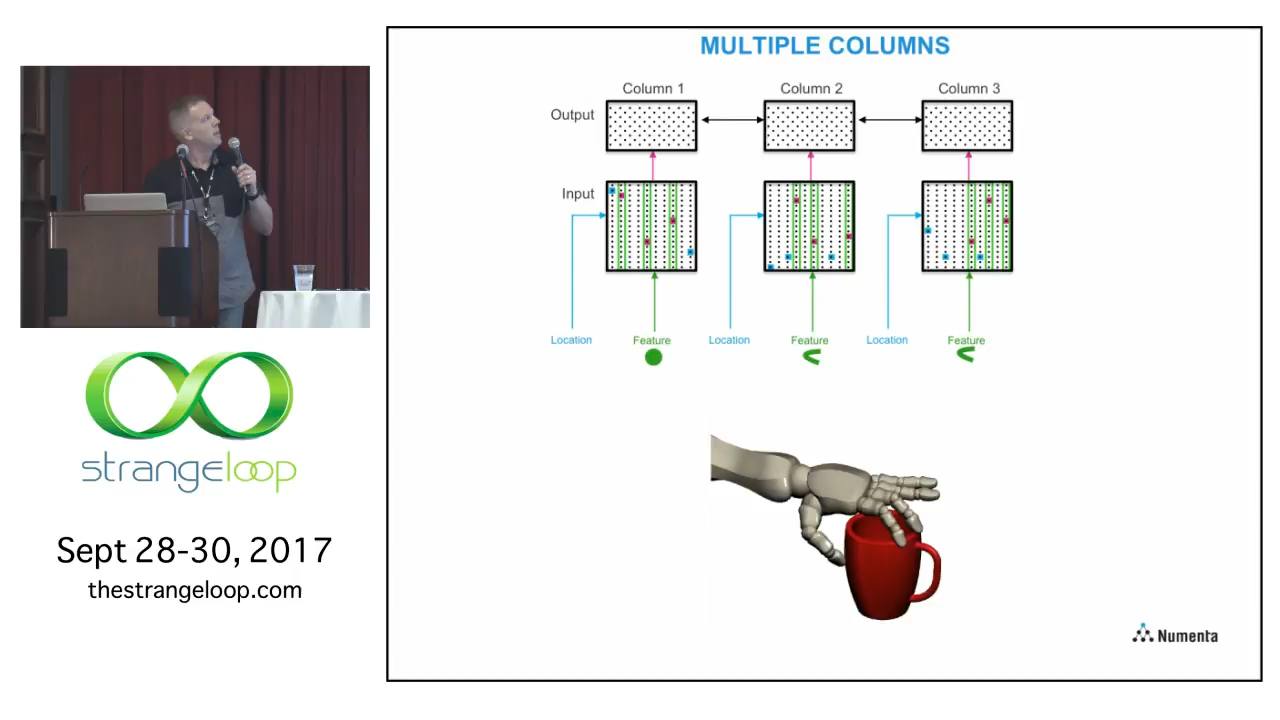 MULTIPLE COLUMNS
Column 1 Column 2 Column 3
Output
Input
Location Feature Location Feature Location Feature
strangeloop
Sept 28-30, 2017
thestrangeloop.com
Numenta